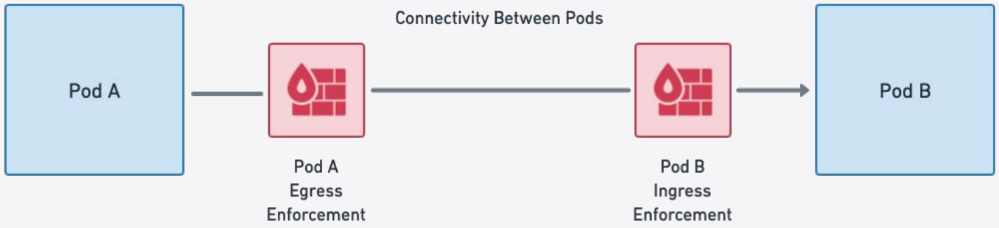 Connectivity Between Pods
Pod A
Pod B
Pod A
Egress
Enforcement
Pod B
Ingress
Enforcement